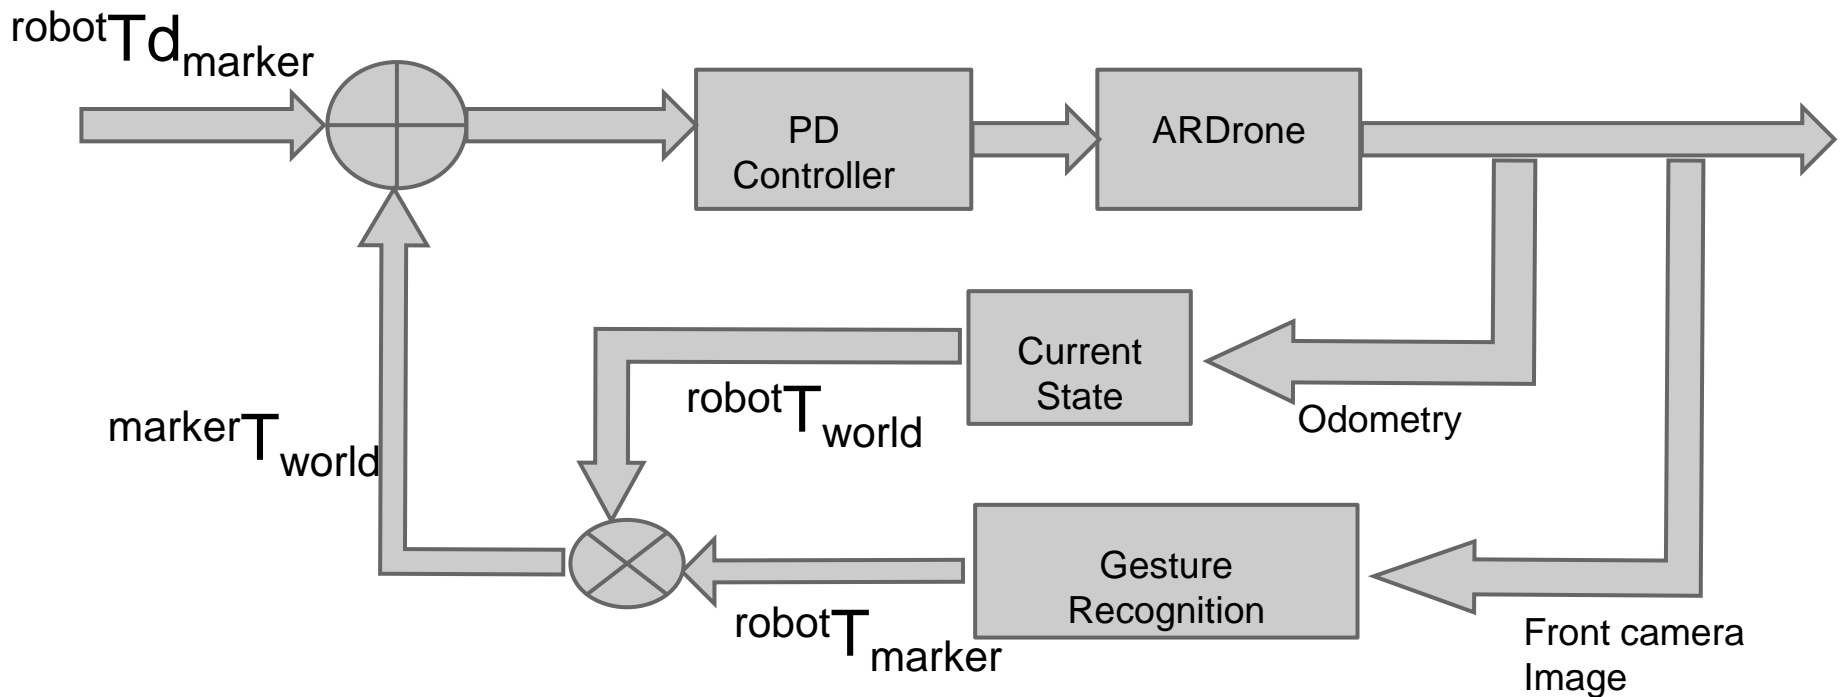 robotTdmarker
PD
Controller
ARDrone
Current
State
robotTworld
Odometry
markerTworld
Gesture
Recognition
robotTmarker
Front camera
Image